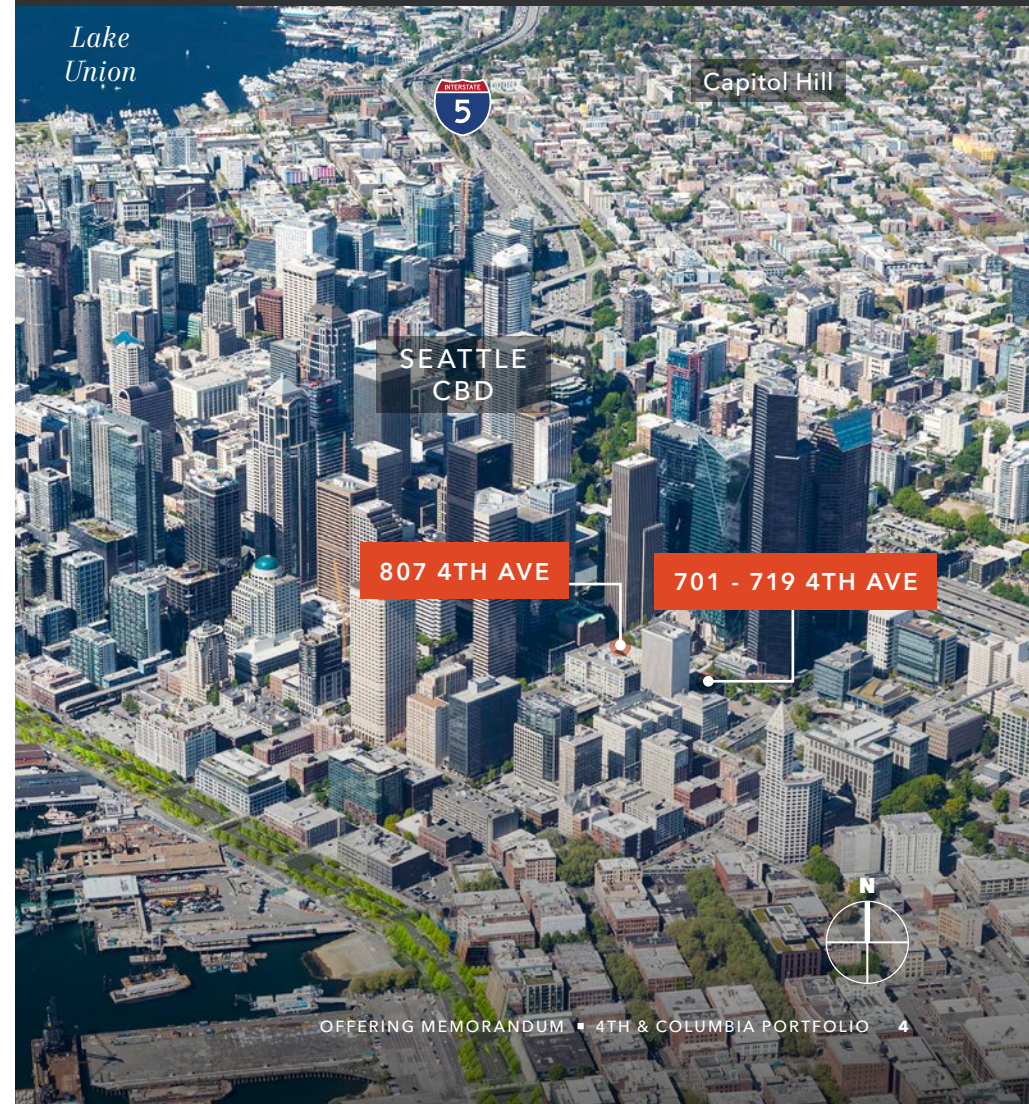 Lake
Union
INTERSTATE
5
Capitol Hill
SEATTLE
CBD
807 4TH AVE
701 - 719 4TH AVE
N
OFFERING MEMORANDUM ▪ 4TH & COLUMBIA PORTFOLIO 4